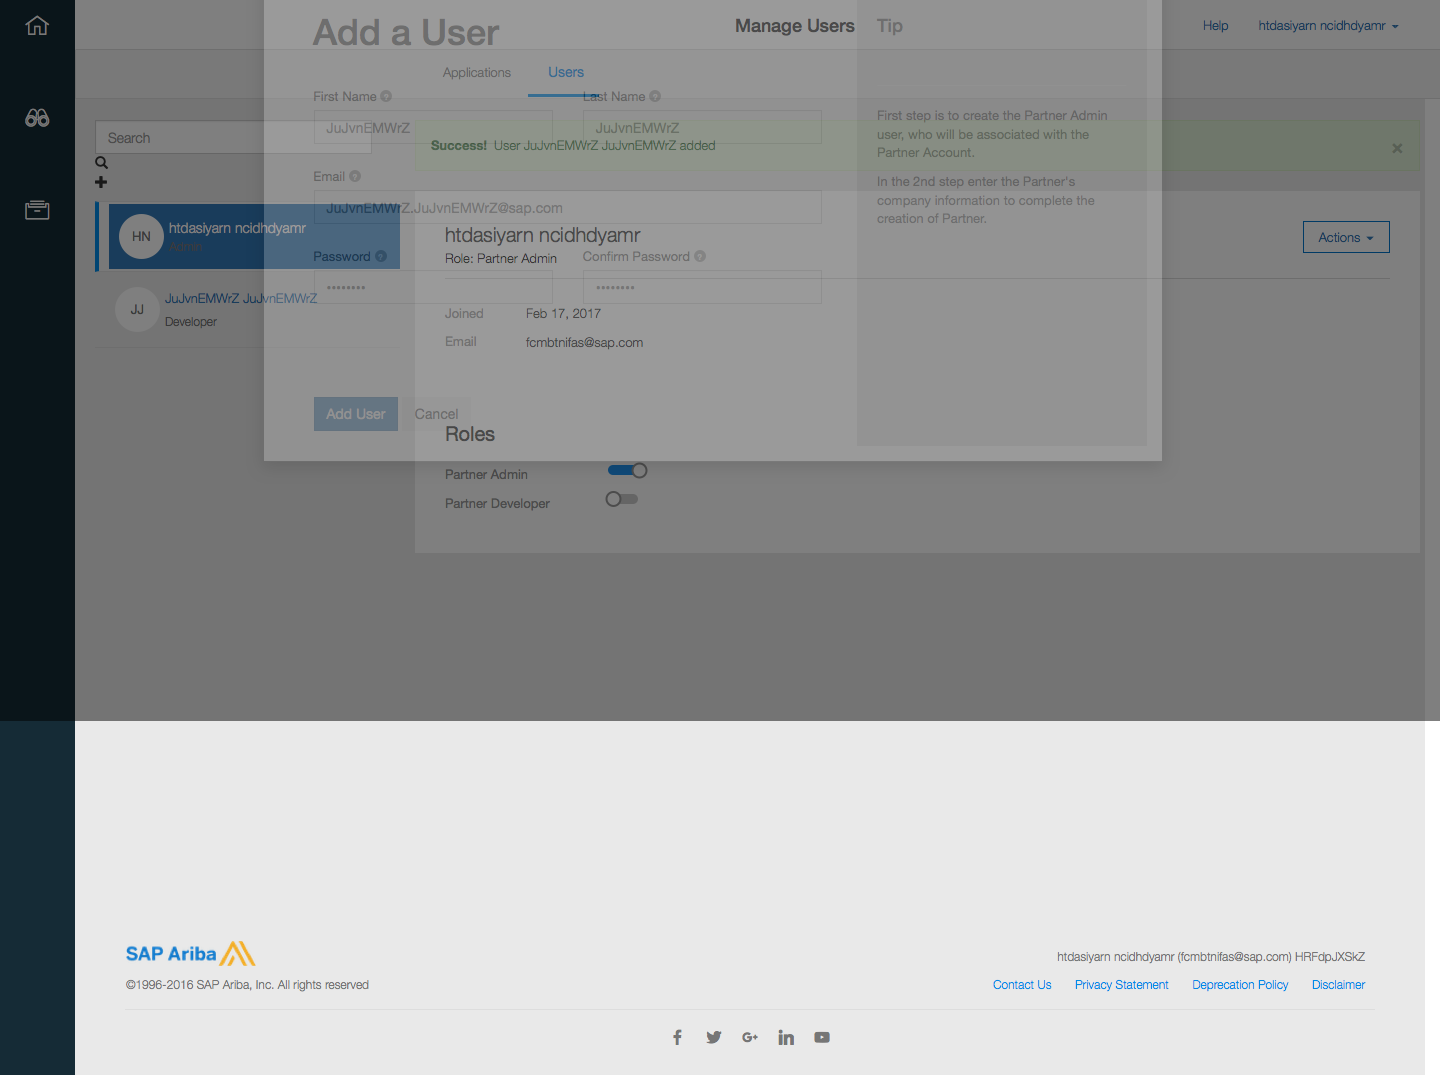 Add a User
Manage Users
Tip
Help
htdasiyarn ncidhdyamr
Applications
Users
First Name
Last Name
Search
JuJvnEMWrZ
JuJvnEMWrZ
Success! User JuJvnEMWrZ JuJvnEMWrZ added
First step is to create the Partner Admin
user, who will be associated with the
Partner Account.
In the 2nd step enter the Partner's
company information to complete the
creation of Partner.
Email
JuJvnEMWrZ.JuJvnEMWrZ@sap.com
HN
htdasiyarn ncidhdyamr
Admin
htdasiyarn ncidhdyamr
Actions
Password
Role: Partner Admin
Confirm Password
JJ
JuJvnEMWrZ JuJvnEMWrZ
Developer
Joined
Feb 17, 2017
Email
fcmbtnifas@sap.com
Add User
Cancel
Roles
Partner Admin
Partner Developer
SAP Ariba
©1996-2016 SAP Ariba, Inc. All rights reserved
htdasiyarn ncidhdyamr (fcmbtnifas@sap.com) HRFdpJXSkZ
Contact Us
Privacy Statement
Deprecation Policy
Disclaimer